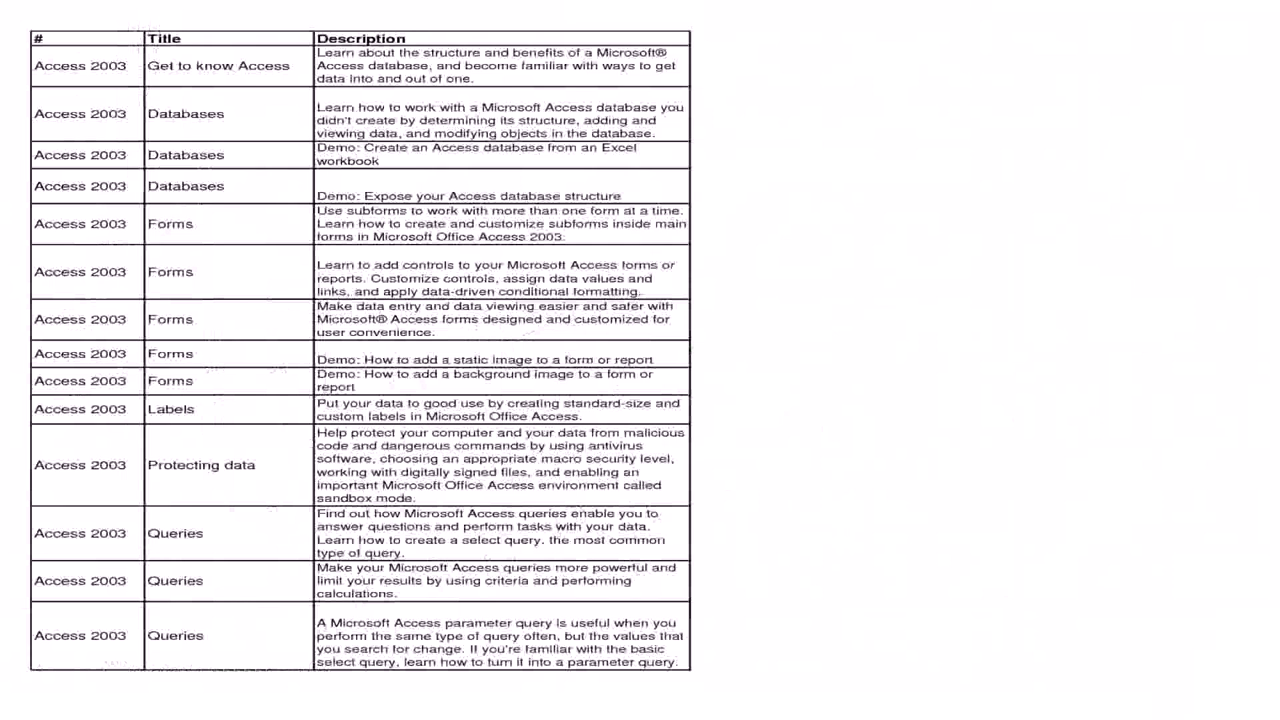 # Title Description
Learn about the structure and benefits of a Microsoft®
Access 2003 Get to know Access Access database, and become familiar with ways to get
data into and out of one.
Learn how to work with a Microsoft Access database you
Access 2003 Databases didn't create by determining its structure, adding and
viewing data, and modifying objects in the database.
Access 2003 Databases Demo: Create an Access database from an Excel
workbook
Access 2003 Databases
Demo: Expose your Access database structure
Use subforms to work with more than one form at a time.
Access 2003 Forms Learn how to create and customize subforms inside main
forms in Microsoft Office Access 2003.
Learn to add controls to your Microsoft Access forms or
Access 2003 Forms reports. Customize controls, assign data values and
links, and apply data-driven conditional formatting.
Make data entry and data viewing easier and safer with
Access 2003 Forms Microsoft® Access forms designed and customized for
user convenience.
Access 2003 Forms
Demo: How to add a static image to a form or report
Access 2003 Forms Demo: How to add a background image to a form or
report
Access 2003 Labels Put your data to good use by creating standard-size and
custom labels in Microsoft Office Access.
Help protect your computer and your data from malicious
code and dangerous commands by using antivirus
Access 2003 Protecting data software, choosing an appropriate macro security level,
working with digitally signed files, and enabling an
important Microsoft Office Access environment called
sandbox mode.
Find out how Microsoft Access queries enable you to
Access 2003 Queries answer questions and perform tasks with your data.
Learn how to create a select query, the most common
type of query.
Make your Microsoft Access queries more powerful and
Access 2003 Queries limit your results by using criteria and performing
calculations.
A Microsoft Access parameter query is useful when you
Access 2003 Queries perform the same type of query often, but the values that
you search for change. If you're familiar with the basic
select query, learn how to turn it into a parameter query.